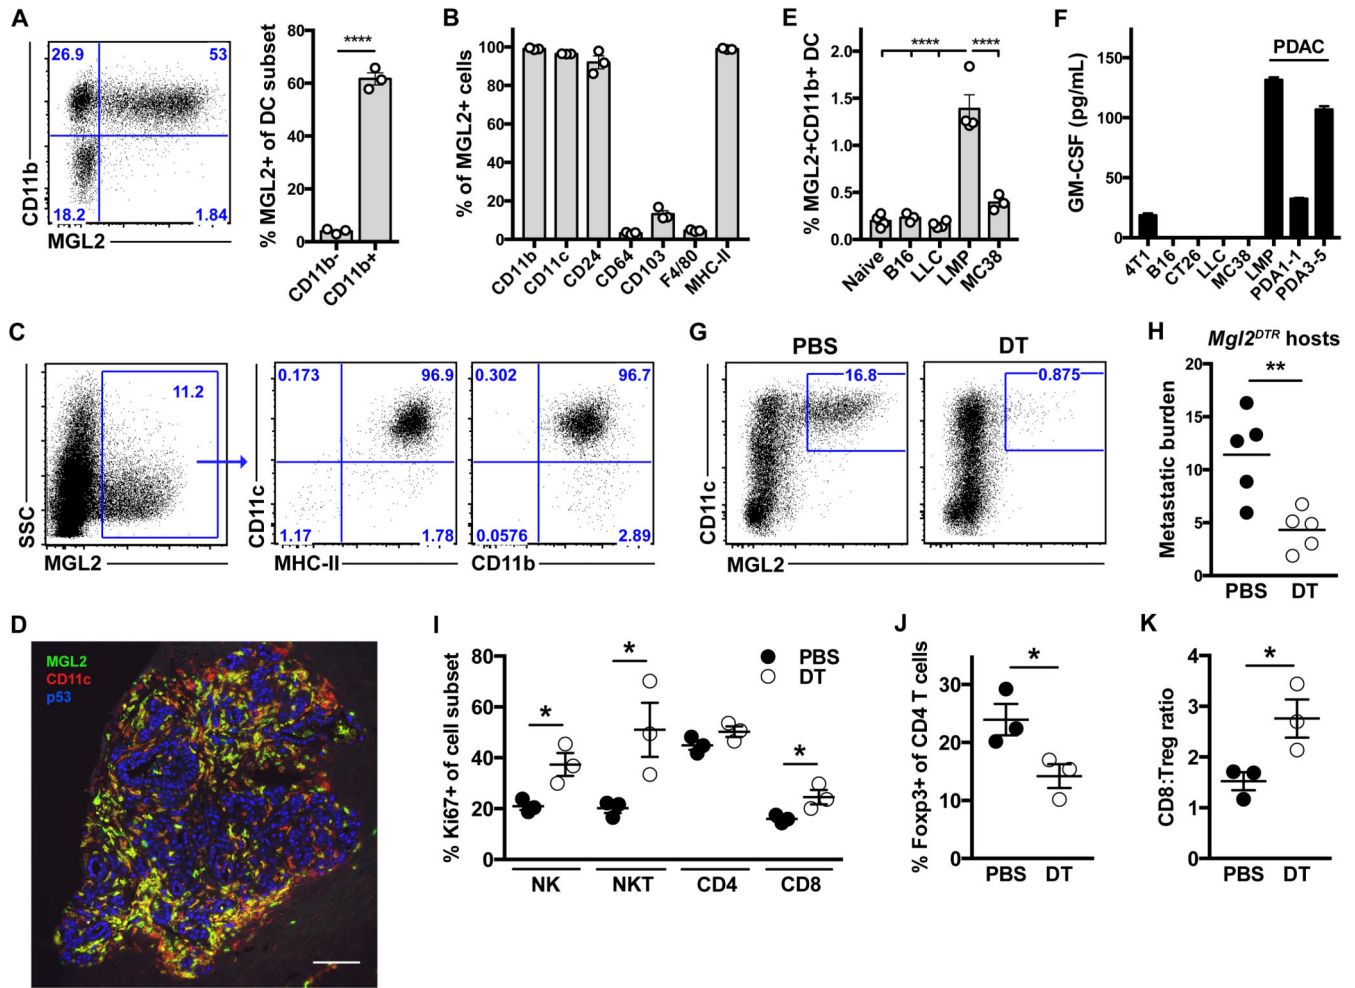 A
26.9
53
18.2
1.84
CD11b
MGL2
% MGL2+ of DC subset
80
60
40
20
0
****
CD11b-
CD11b+
B
% of MGL2+ cells
100
80
60
40
20
0
CD11b
CD11c
CD24
CD64
CD103
F4/80
MHC-II
E
% MGL2+CD11b+ DC
2.0
1.5
1.0
0.5
0.0
****
****
Naive
B16
LLC
LMP
MC38
F
GM-CSF (pg/mL)
150
100
50
0
PDAC
4T1
B16
CT26
LLC
MC38
LMP
PDA1-1
PDA3-5
C
11.2
SSC
MGL2
0.173
96.9
1.17
1.78
CD11c
MHC-II
0.302
96.7
0.0576
2.89
CD11b
G
PBS
DT
16.8
0.875
CD11c
MGL2
H
Mgl2DTR hosts
Metastatic burden
20
15
10
5
0
**
PBS
DT
D
MGL2
CD11c
p53
I
% Ki67+ of cell subset
80
60
40
20
0
*
*
*
PBS
DT
NK
NKT
CD4
CD8
J
% Foxp3+ of CD4 T cells
30
20
10
0
*
PBS
DT
K
CD8:Treg ratio
4
3
2
1
0
*
PBS
DT